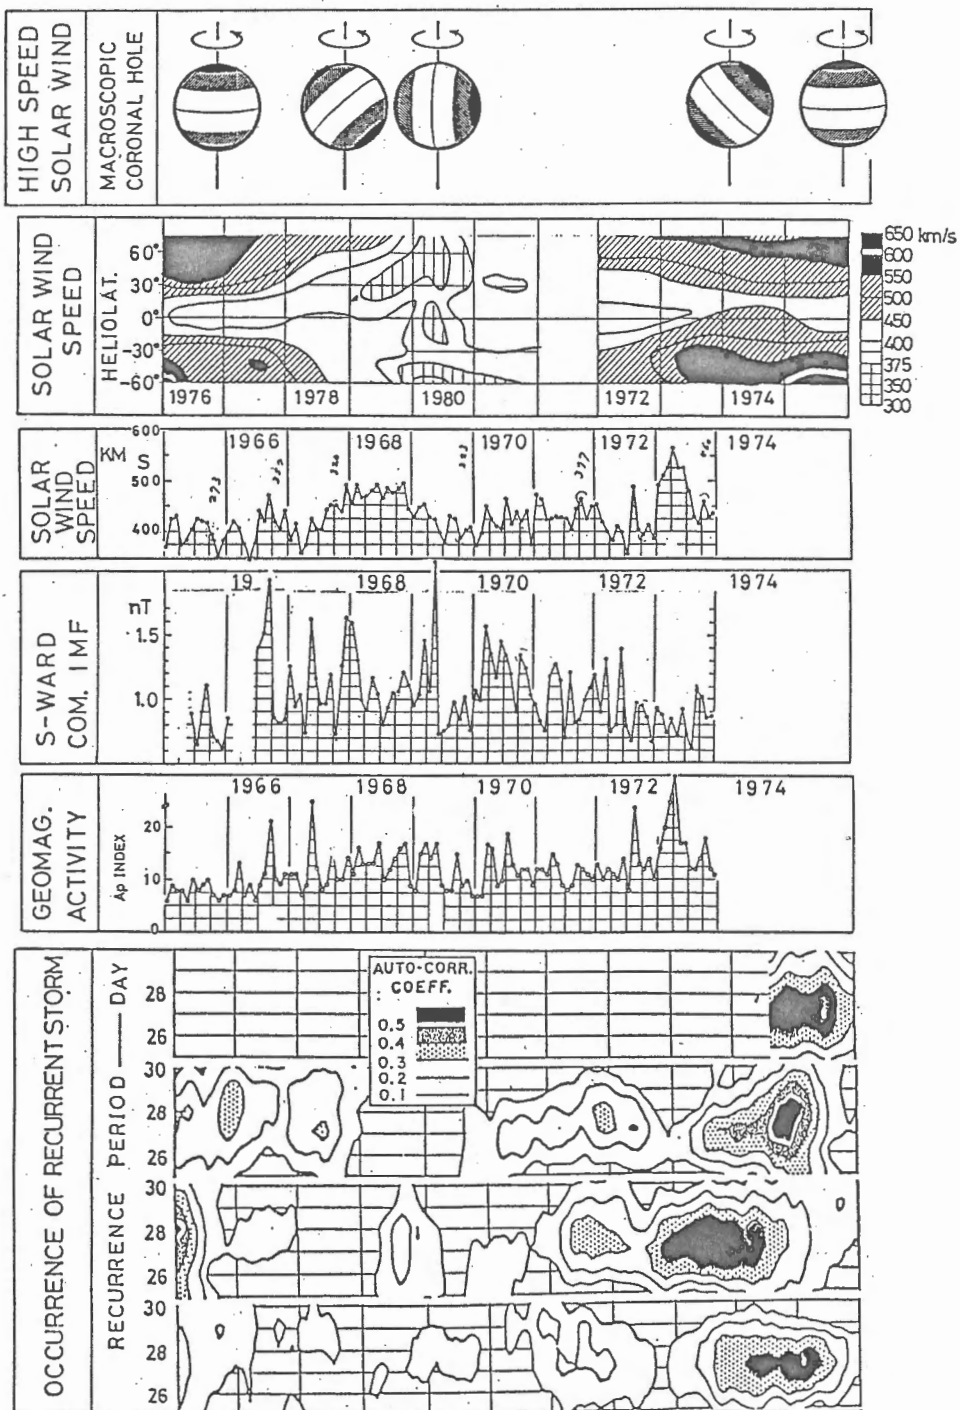 HIGH SPEED
SOLAR WIND
MACROSCOPIC
CORONAL HOLE
SOLAR WIND
SPEED
HELIOLAT.
60°
30°
0°
-30°
-60°
1976
1978
1980
1972
1974
650 km/s
600
550
500
450
400
375
350
300
SOLAR
WIND
SPEED
KM
S
600
500
400
1966
1968
1970
1972
1974
S-WARD
COM. IMF
nT
1.5
1.0
19
1968
1970
1972
1974
GEOMAG.
ACTIVITY
Ap INDEX
20
10
0
1966
1968
1970
1972
1974
OCCURRENCE OF RECURRENT STORM
RECURRENCE PERIOD — DAY
AUTO-CORR.
COEFF.
0.5
0.4
0.3
0.2
0.1
28
26
30
28
26
30
28
26
30
28
26